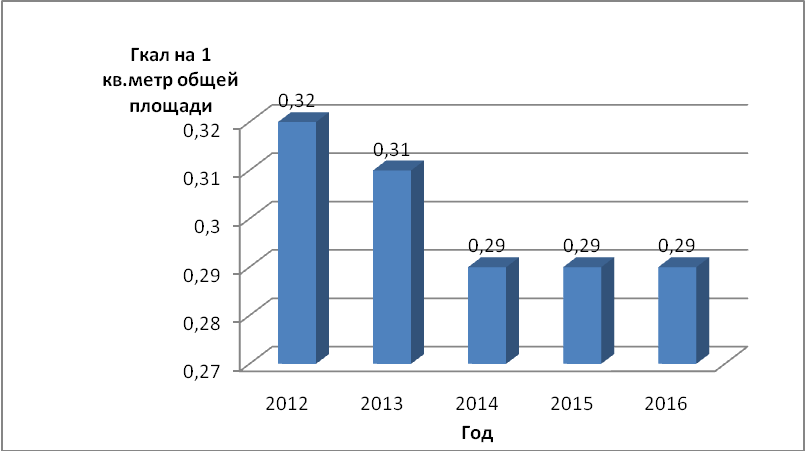 Гкал на 1
кв.метр общей
площади
0,32
0,31
0,29
0,29
0,29
0,32
0,31
0,3
0,29
0,28
0,27
2012 2013 2014 2015 2016
Год